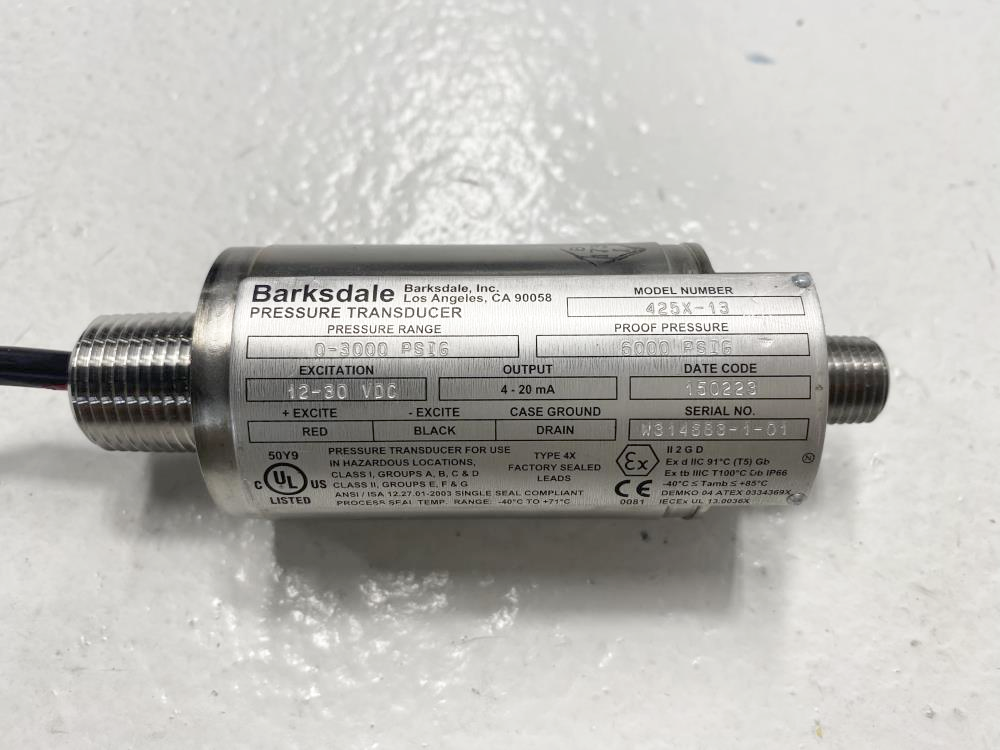 Barksdale Barksdale, Inc.
Los Angeles, CA 90058
PRESSURE TRANSDUCER
MODEL NUMBER
425X-13
PRESSURE RANGE
0-3000 PSIG
PROOF PRESSURE
6000 PSIG
EXCITATION
12-30 VDC
OUTPUT
4 - 20 mA
DATE CODE
150223
+ EXCITE - EXCITE CASE GROUND
RED BLACK DRAIN
SERIAL NO.
50Y9
C UL US
LISTED
PRESSURE TRANSDUCER FOR USE
IN HAZARDOUS LOCATIONS,
CLASS I, GROUPS A, B, C & D
CLASS II, GROUPS E, F & G
ANSI / ISA 12.27.01-2003 SINGLE SEAL COMPLIANT
PROCESS SEAL TEMP. RANGE: -40°C TO +71°C
TYPE 4X
FACTORY SEALED
LEADS
Ex
CE
0081
II 2 G D
Ex d IIC 91°C (T5) Gb
Ex tb IIIC T100°C Db IP66
-40°C ≤ Tamb ≤ +85°C
DEMKO 04 ATEX 0334369X
IECEx UL 13.0036X
N